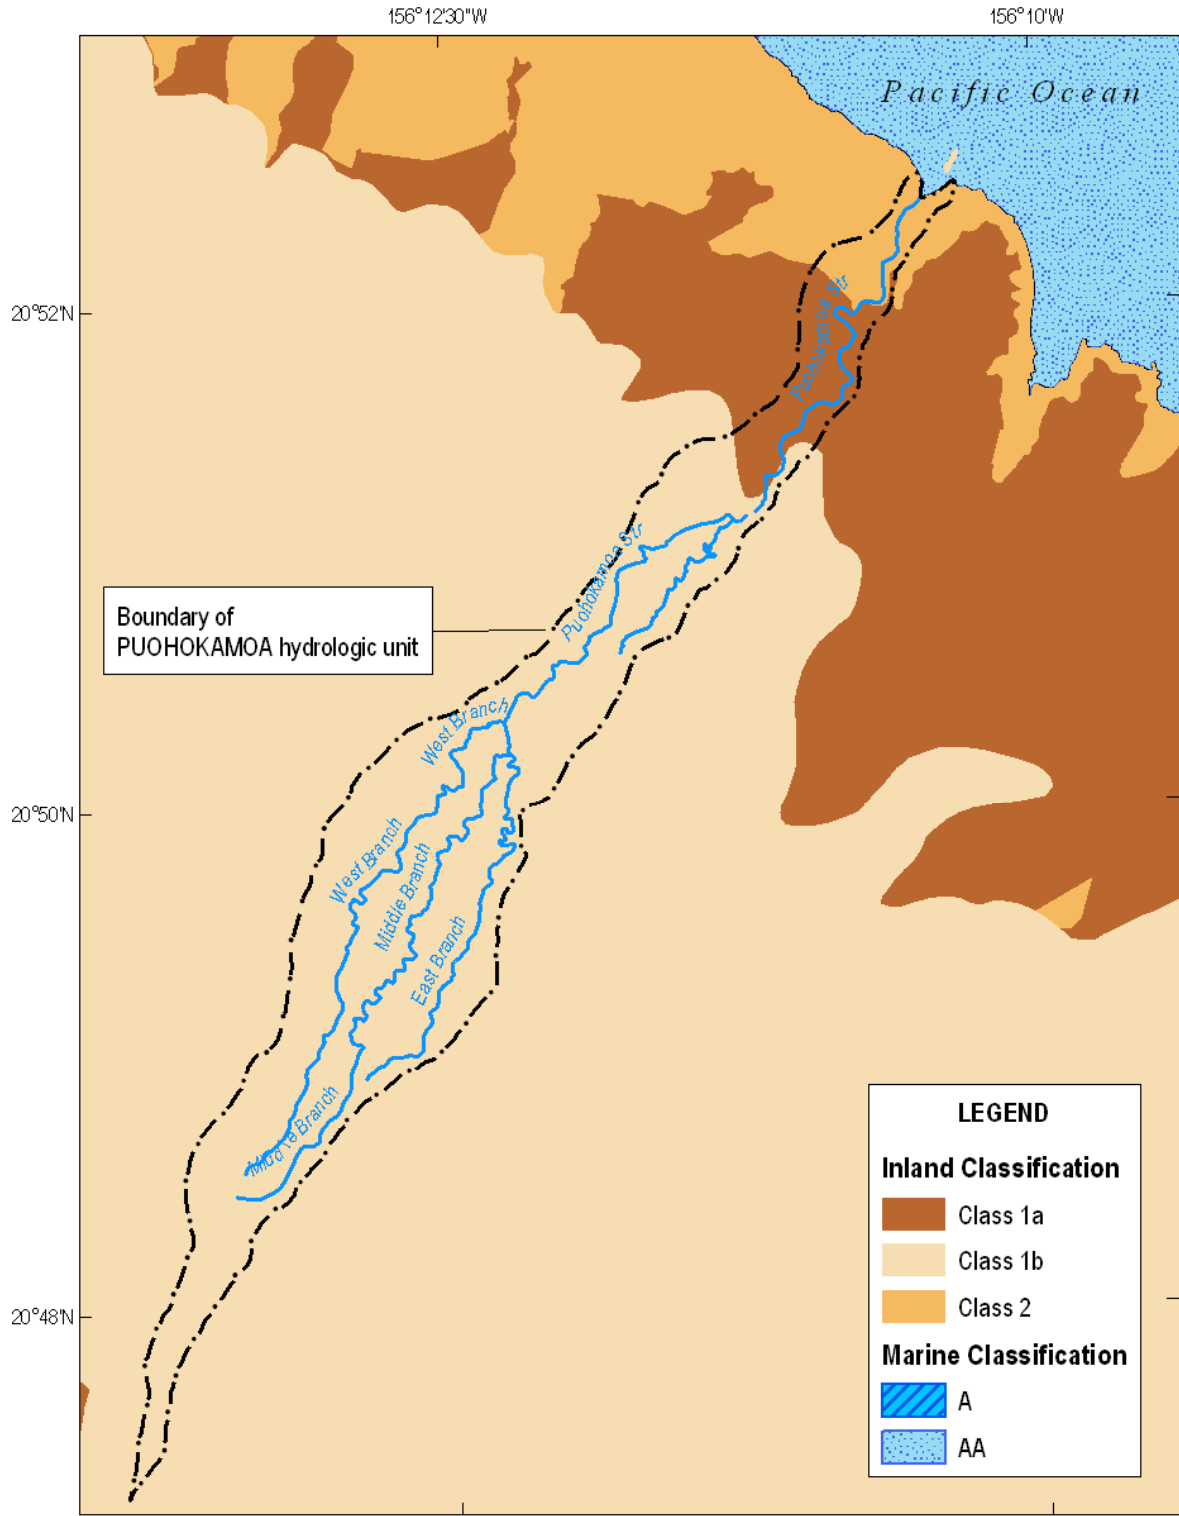 156°12'30"W
156°10'W
Pacific Ocean
20°52'N
Puohokamoa Str
Puohokamoa Str
Boundary of
PUOHOKAMOA hydrologic unit
West Branch
20°50'N
West Branch
Middle Branch
East Branch
Middle Branch
20°48'N
LEGEND
Inland Classification
Class 1a
Class 1b
Class 2
Marine Classification
A
AA